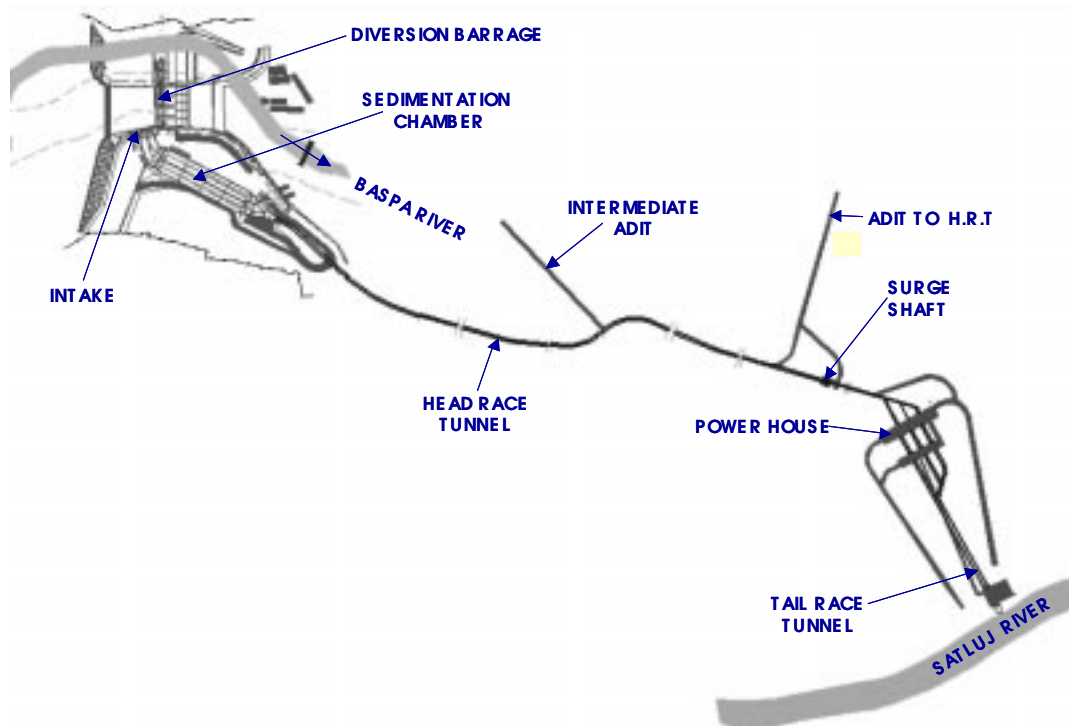 DIVERSION BARRAGE
SEDIMENTATION
CHAMBER
BASPA RIVER
INTERMEDIATE
ADIT
ADIT TO H.R.T
INTAKE
SURGE
SHAFT
HEAD RACE
TUNNEL
POWER HOUSE
TAIL RACE
TUNNEL
SATLUJ RIVER